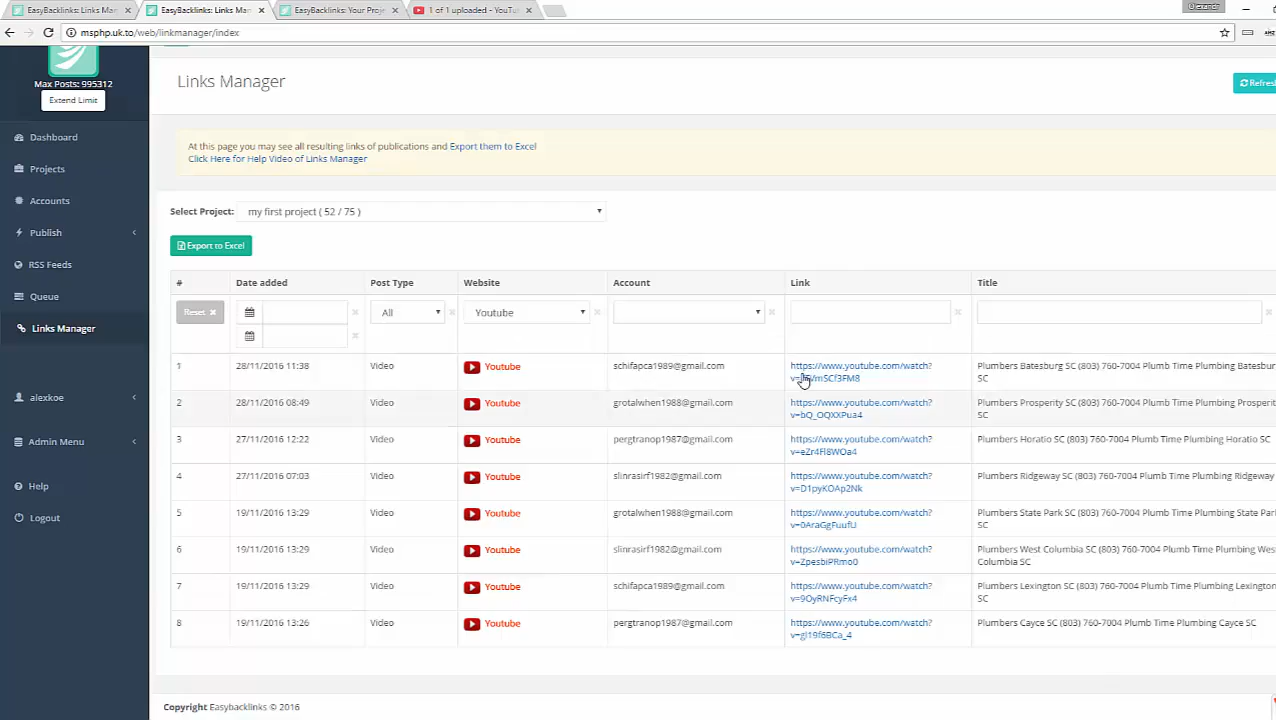 EasyBacklinks: Links Man
EasyBacklinks: Links Man
EasyBacklinks: Your Proj
1 of 1 uploaded - YouTu
msphp.uk.to/web/linkmanager/index
Max Posts: 995312
Extend Limit
Dashboard
Projects
Accounts
Publish
RSS Feeds
Queue
Links Manager
alexkoe
Admin Menu
Help
Logout
Links Manager
Refres
At this page you may see all resulting links of publications and Export them to Excel
Click Here for Help Video of Links Manager
Select Project: my first project ( 52 / 75 )
Export to Excel
# Date added Post Type Website Account Link Title
Reset All Youtube
1 28/11/2016 11:38 Video Youtube schifapca1989@gmail.com https://www.youtube.com/watch? Plumbers Batesburg SC (803) 760-7004 Plumb Time Plumbing Batesbur
SC
2 28/11/2016 08:49 Video Youtube grotalwhen1988@gmail.com https://www.youtube.com/watch? Plumbers Prosperity SC (803) 760-7004 Plumb Time Plumbing Prosperit
v=bQ_OQXXPua4 SC
3 27/11/2016 12:22 Video Youtube pergtranop1987@gmail.com https://www.youtube.com/watch? Plumbers Horatio SC (803) 760-7004 Plumb Time Plumbing Horatio SC
v=eZr4Fl8WOa4
4 27/11/2016 07:03 Video Youtube slinrasirf1982@gmail.com https://www.youtube.com/watch? Plumbers Ridgeway SC (803) 760-7004 Plumb Time Plumbing Ridgeway
v=D1pyKOAp2Nk SC
5 19/11/2016 13:29 Video Youtube grotalwhen1988@gmail.com https://www.youtube.com/watch? Plumbers State Park SC (803) 760-7004 Plumb Time Plumbing State Par
v=0AraGgFuufU SC
6 19/11/2016 13:29 Video Youtube slinrasirf1982@gmail.com https://www.youtube.com/watch? Plumbers West Columbia SC (803) 760-7004 Plumb Time Plumbing Wes
v=ZpesbiPRmo0 Columbia SC
7 19/11/2016 13:29 Video Youtube schifapca1989@gmail.com https://www.youtube.com/watch? Plumbers Lexington SC (803) 760-7004 Plumb Time Plumbing Lexington
v=9OyRNFcyFx4 SC
8 19/11/2016 13:26 Video Youtube pergtranop1987@gmail.com https://www.youtube.com/watch? Plumbers Cayce SC (803) 760-7004 Plumb Time Plumbing Cayce SC
v=gl19f6BCa_4
Copyright Easybacklinks © 2016